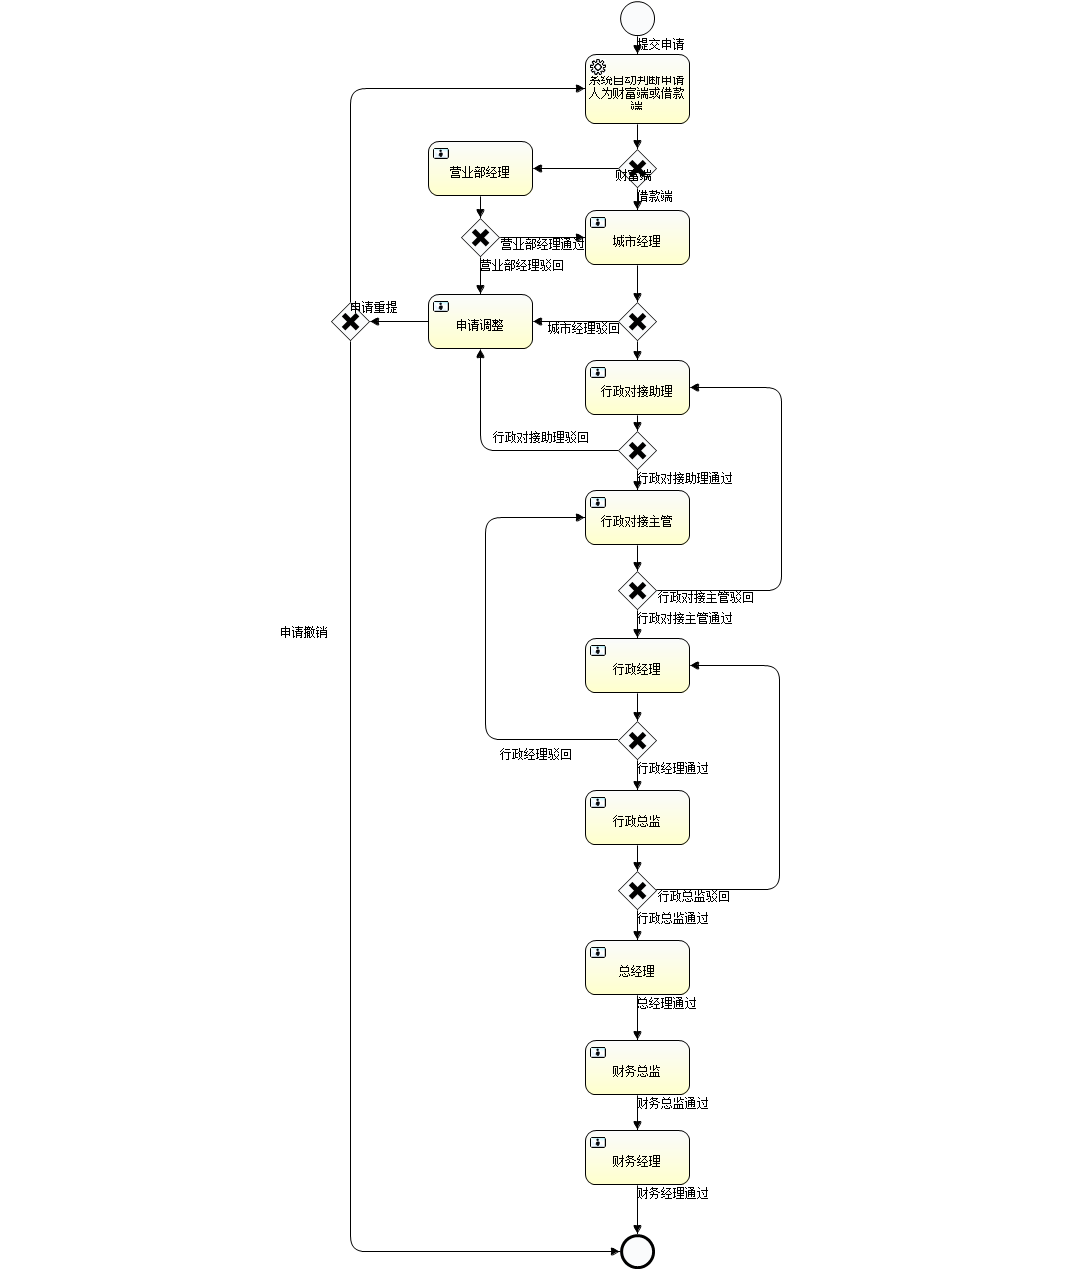 提交申请
系统自动判断申请
人为财富端或借款
端
营业部经理
财富端
借款端
城市经理
营业部经理通过
营业部经理驳回
申请重提
申请调整
城市经理驳回
行政对接助理
行政对接助理驳回
行政对接助理通过
行政对接主管
行政对接主管驳回
行政对接主管通过
申请撤销
行政经理
行政经理驳回
行政经理通过
行政总监
行政总监驳回
行政总监通过
总经理
总经理通过
财务总监
财务总监通过
财务经理
财务经理通过